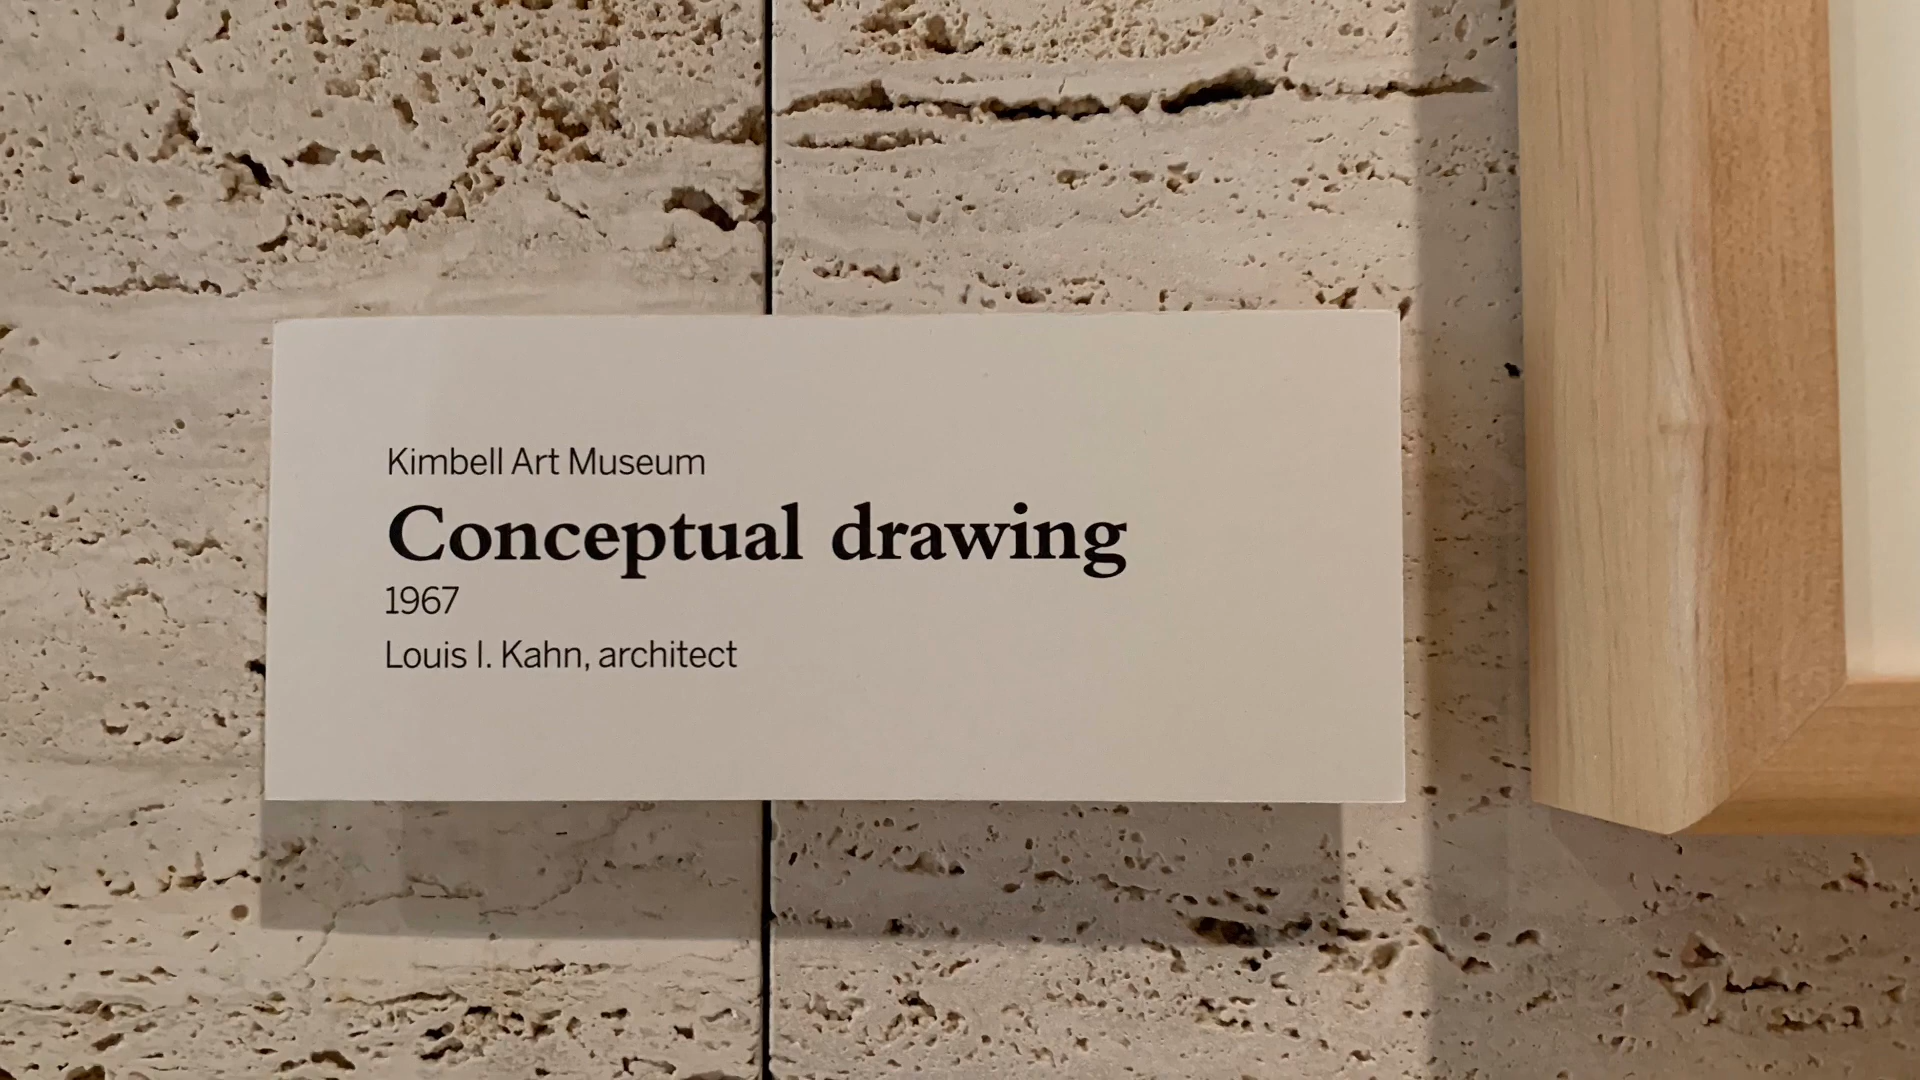 Kimbell Art Museum
Conceptual drawing
1967
Louis I. Kahn, architect